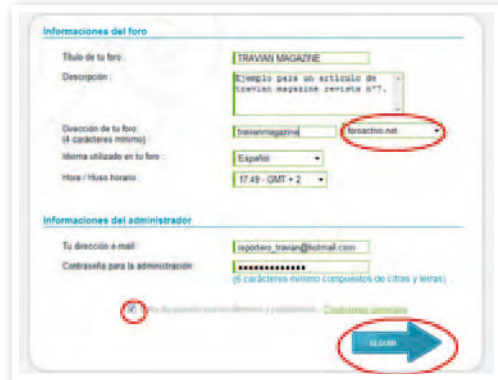 Informaciones del foro
Título de tu foro :
TRAVIAN MAGAZINE
Descripción :
Ejemplo para un artículo de
travian magazine revista nº7.
Dirección de tu foro:
(4 carácteres mínimo)
travianmagazine
foroactivo.net
Idioma utilizado en tu foro :
Español
Hora / Huso horario :
17:49 - GMT + 2
Informaciones del administrador
Tu dirección e-mail :
reportero_travian@hotmail.com
Contraseña para la administración :
(6 carácteres mínimo compuestos de cifras y letras)
Condiciones generales
SEGUIR